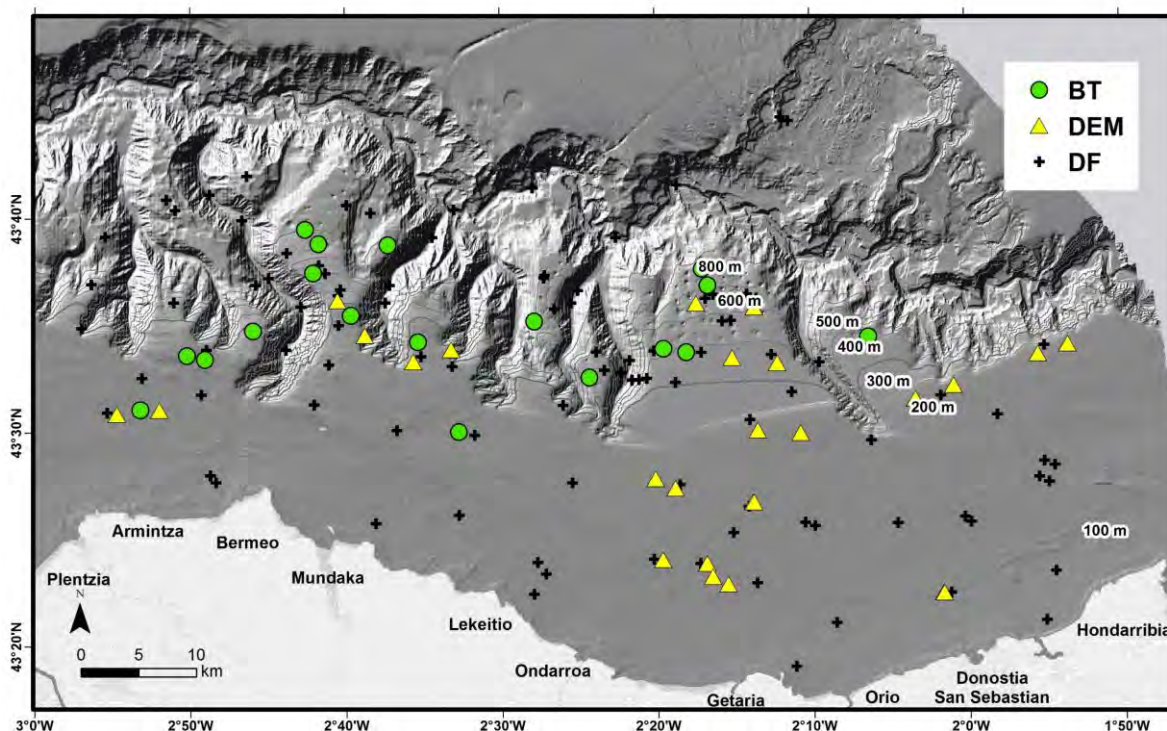 BT
DEM
DF
43°40'N
43°30'N
43°20'N
800 m
600 m
500 m
400 m
300 m
200 m
100 m
Armintza
Bermeo
Plentzia
Mundaka
Lekeitio
Ondarroa
Getaria
Orio
Donostia
San Sebastian
Hondarribia
N
0 5 10
km
3°0'W 2°50'W 2°40'W 2°30'W 2°20'W 2°10'W 2°0'W 1°50'W